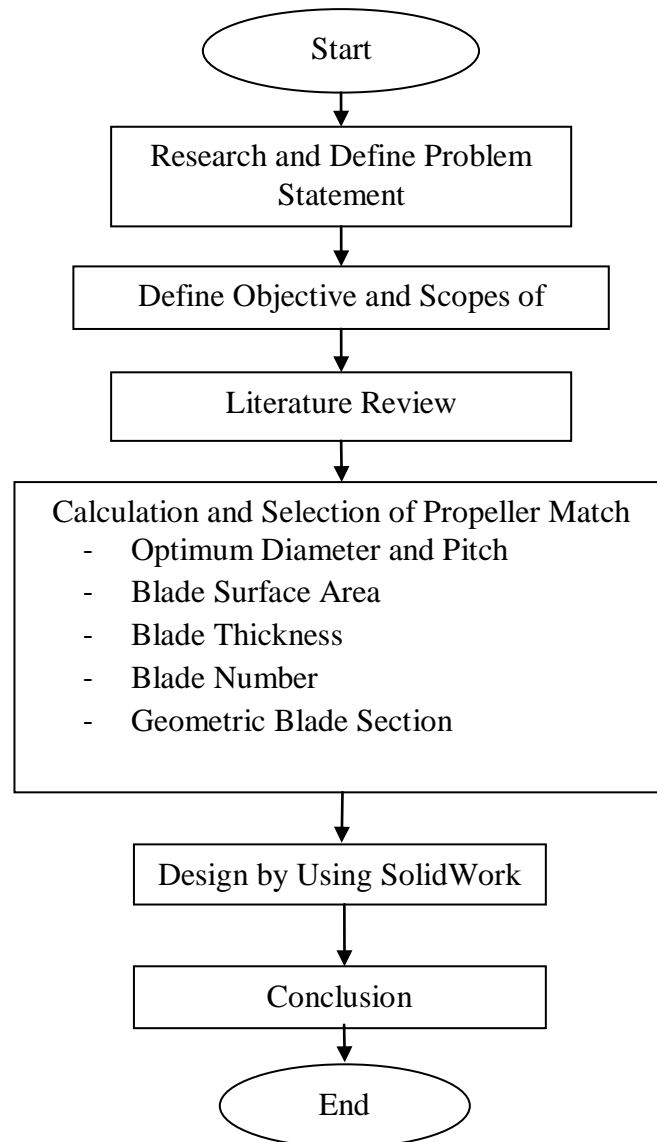 Start
Research and Define Problem
Statement
Define Objective and Scopes of
Literature Review
Calculation and Selection of Propeller Match
- Optimum Diameter and Pitch
- Blade Surface Area
- Blade Thickness
- Blade Number
- Geometric Blade Section
Design by Using SolidWork
Conclusion
End